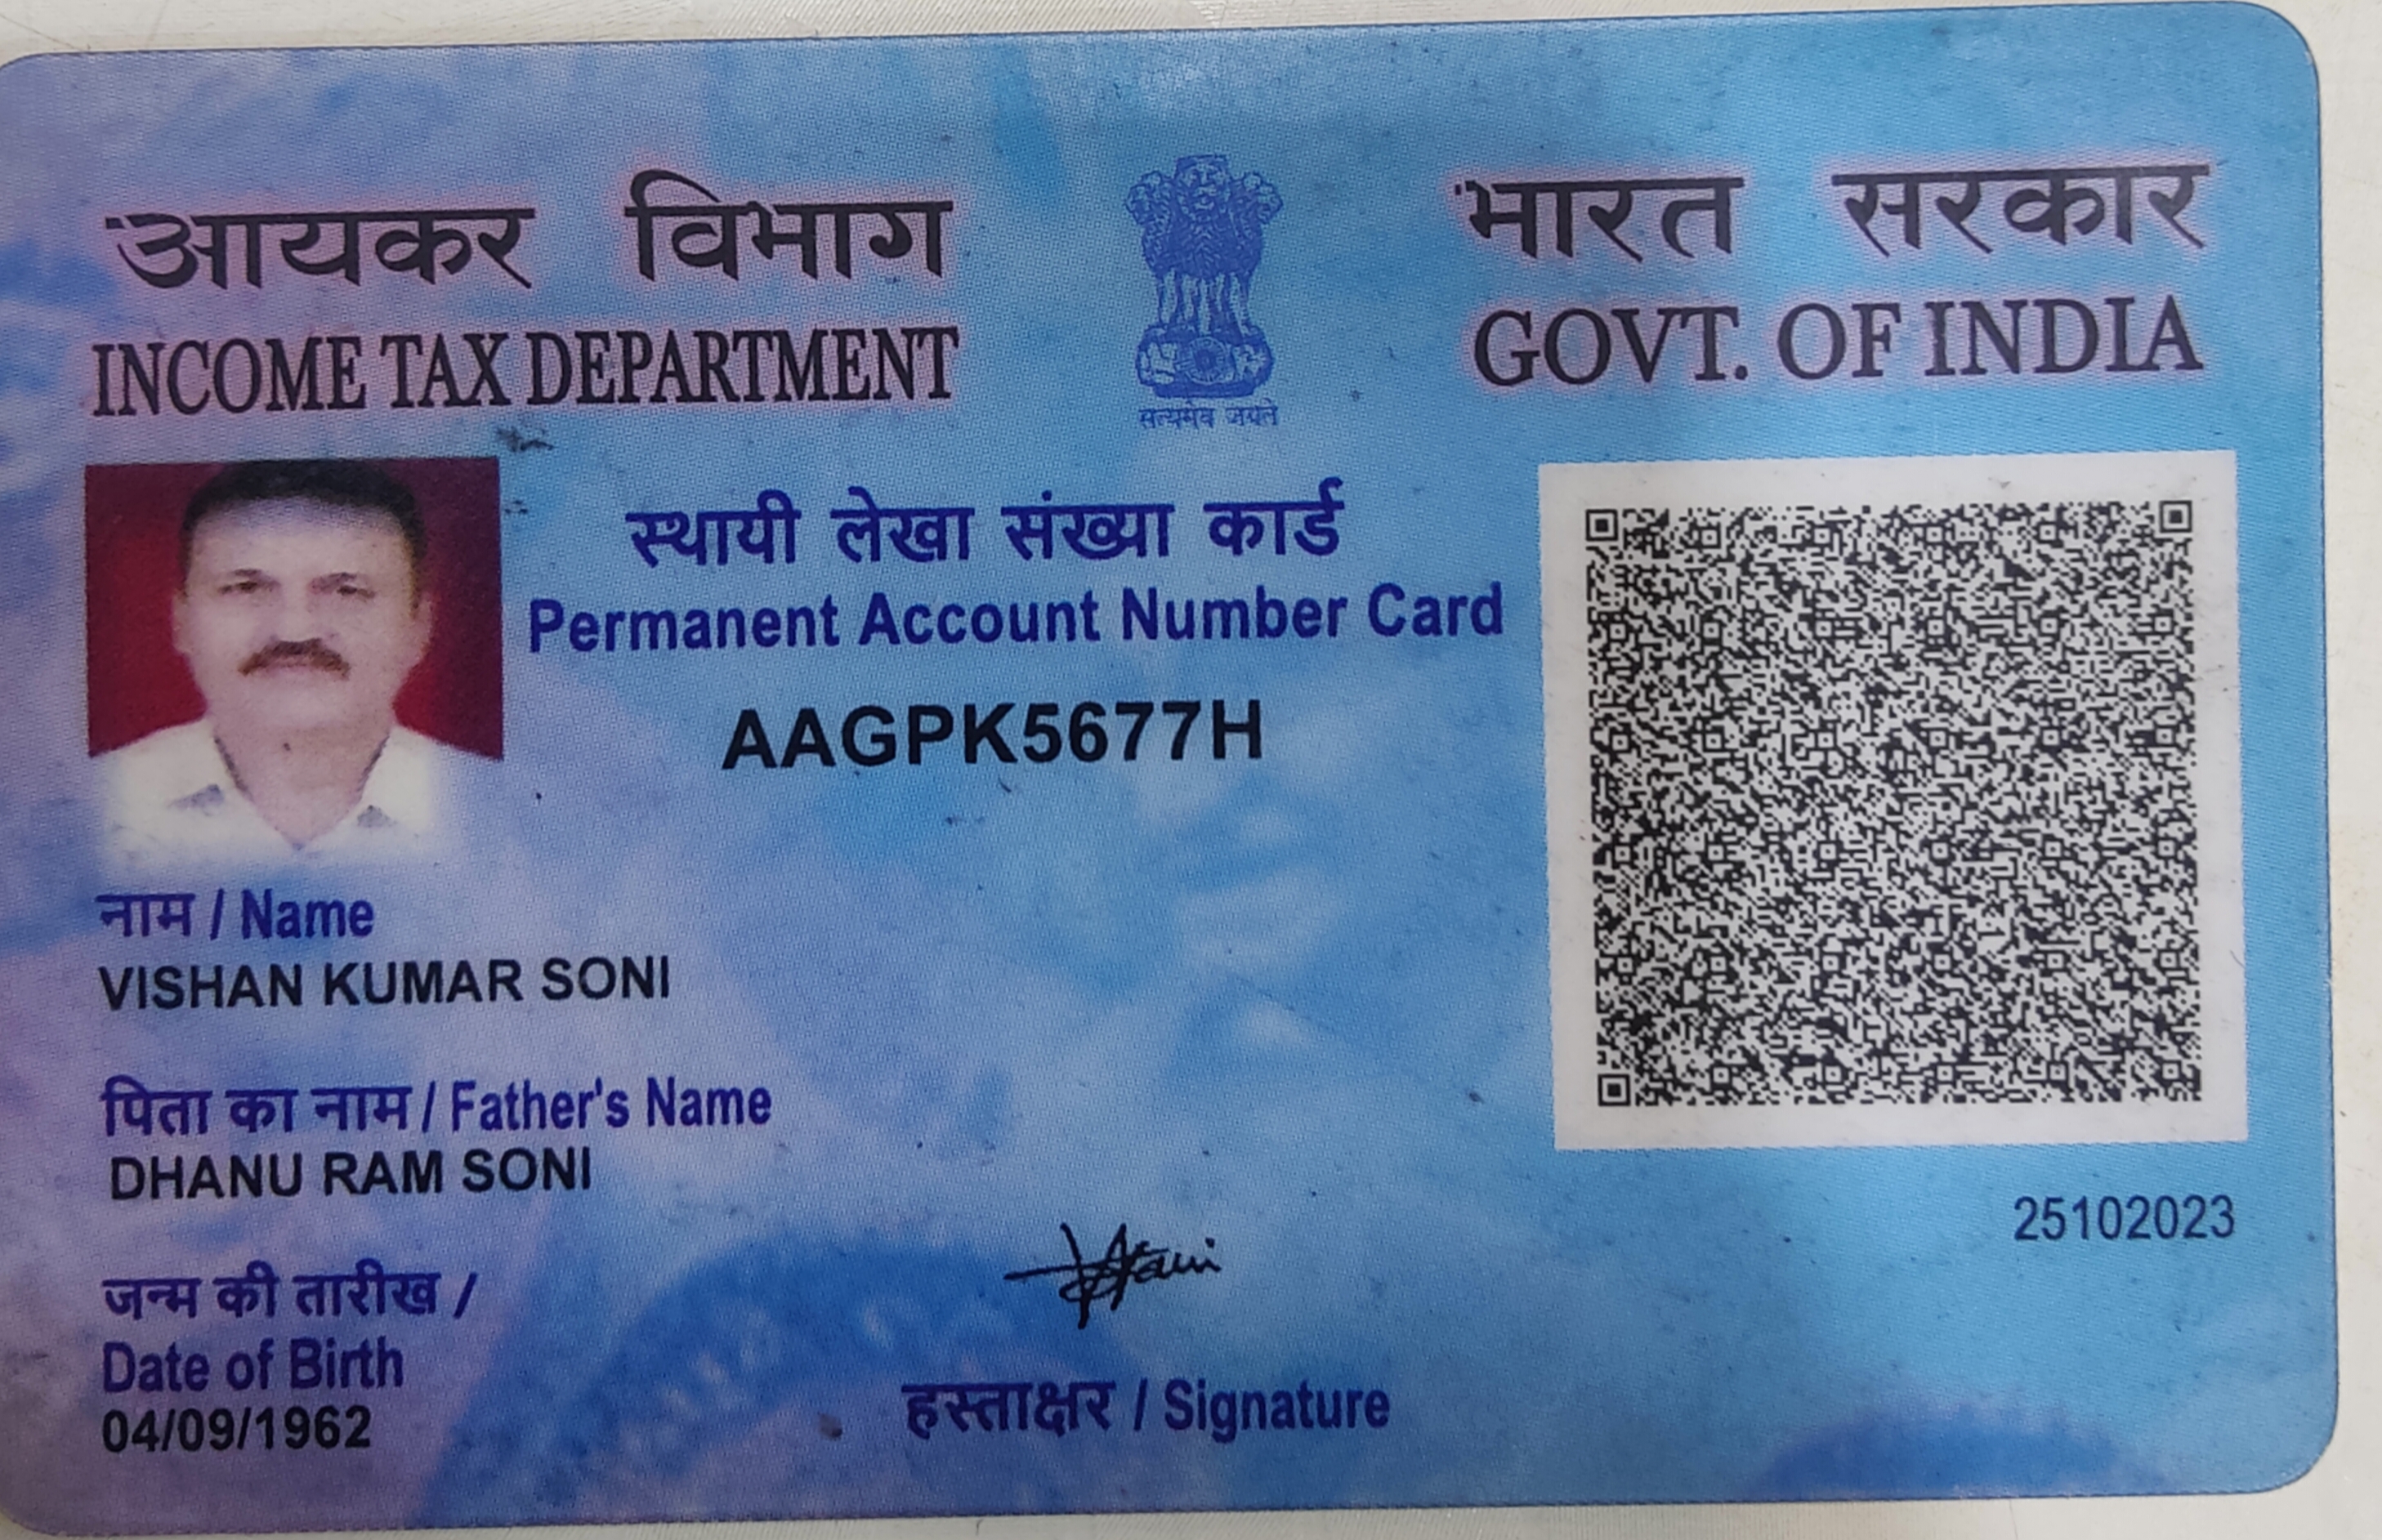 आयकर विभाग
INCOME TAX DEPARTMENT
सत्यमेव जयते
भारत सरकार
GOVT. OF INDIA
स्थायी लेखा संख्या कार्ड
Permanent Account Number Card
AAGPK5677H
नाम / Name
VISHAN KUMAR SONI
पिता का नाम / Father's Name
DHANU RAM SONI
जन्म की तारीख /
Date of Birth
04/09/1962
हस्ताक्षर / Signature
25102023